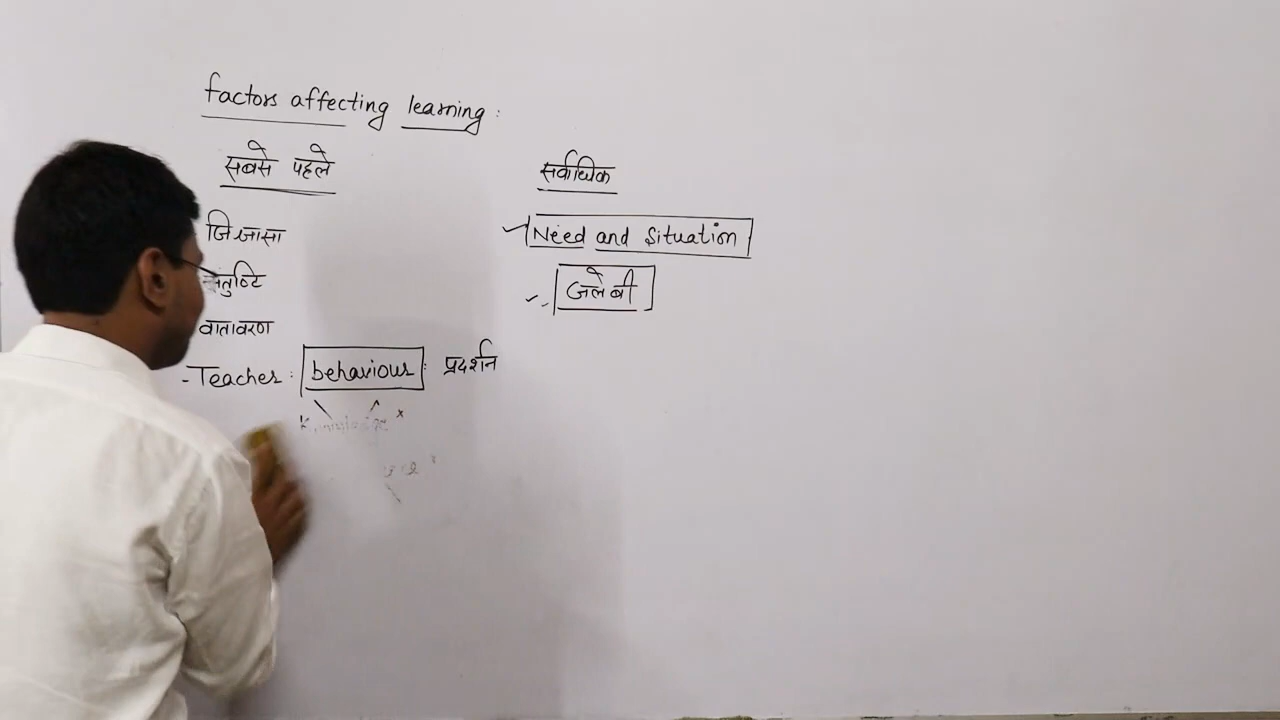 factors affecting learning :
सबसे पहले
जिज्ञासा
वातावरण
- Teacher : behaviour : प्रदर्शन
सर्वाधिक
Need and Situation
जलेबी